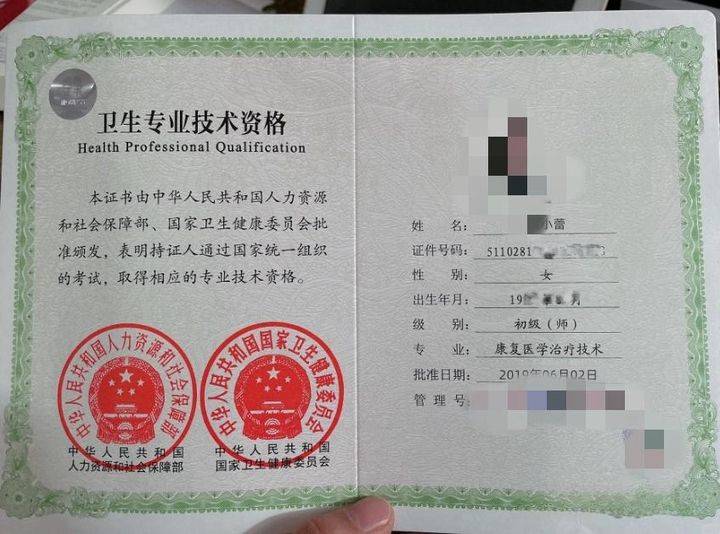 卫生专业技术资格
Health Professional Qualification
本证书由中华人民共和国人力资源
和社会保障部、国家卫生健康委员会批
准颁发，表明持证人通过国家统一组织
的考试，取得相应的专业技术资格。
中华人民共和国人力资源和社会保障部
中华人民共和国国家卫生健康委员会
中华人民共和国
人力资源和社会保障部
中华人民共和国
国家卫生健康委员会
姓 名： 小蕾
证件号码： 5110281
性 别： 女
出生年月： 19 月
级 别： 初级（师）
专 业： 康复医学治疗技术
批准日期： 2019年06月02日
管 理 号